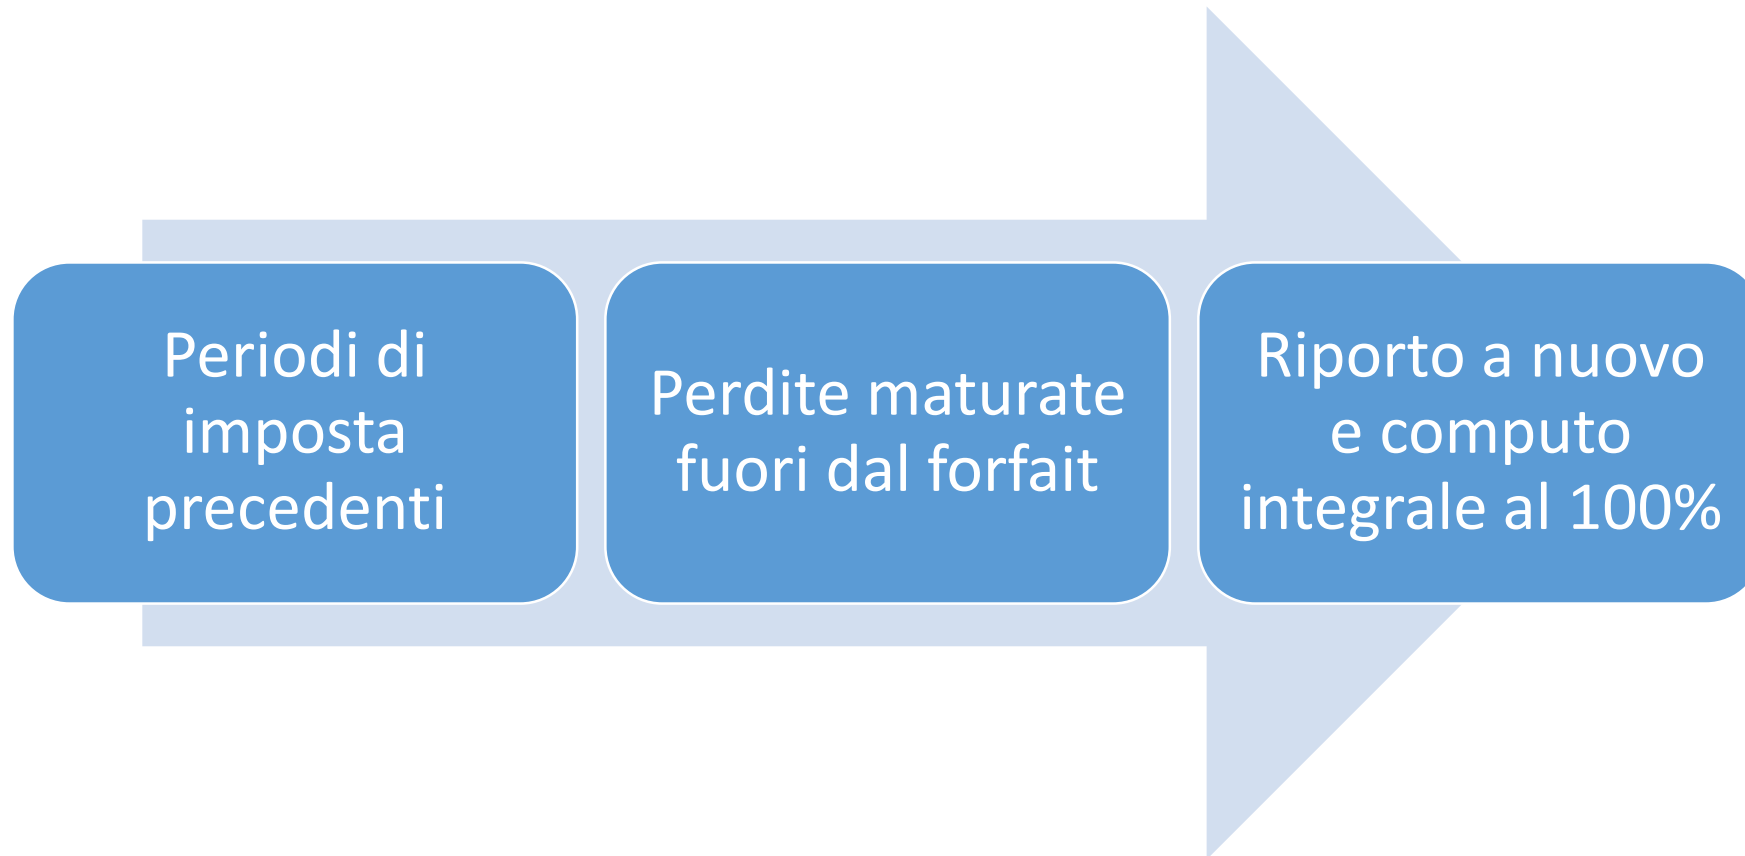 Periodi di
imposta
precedenti
Perdite maturate
fuori dal forfait
Riporto a nuovo
e computo
integrale al 100%